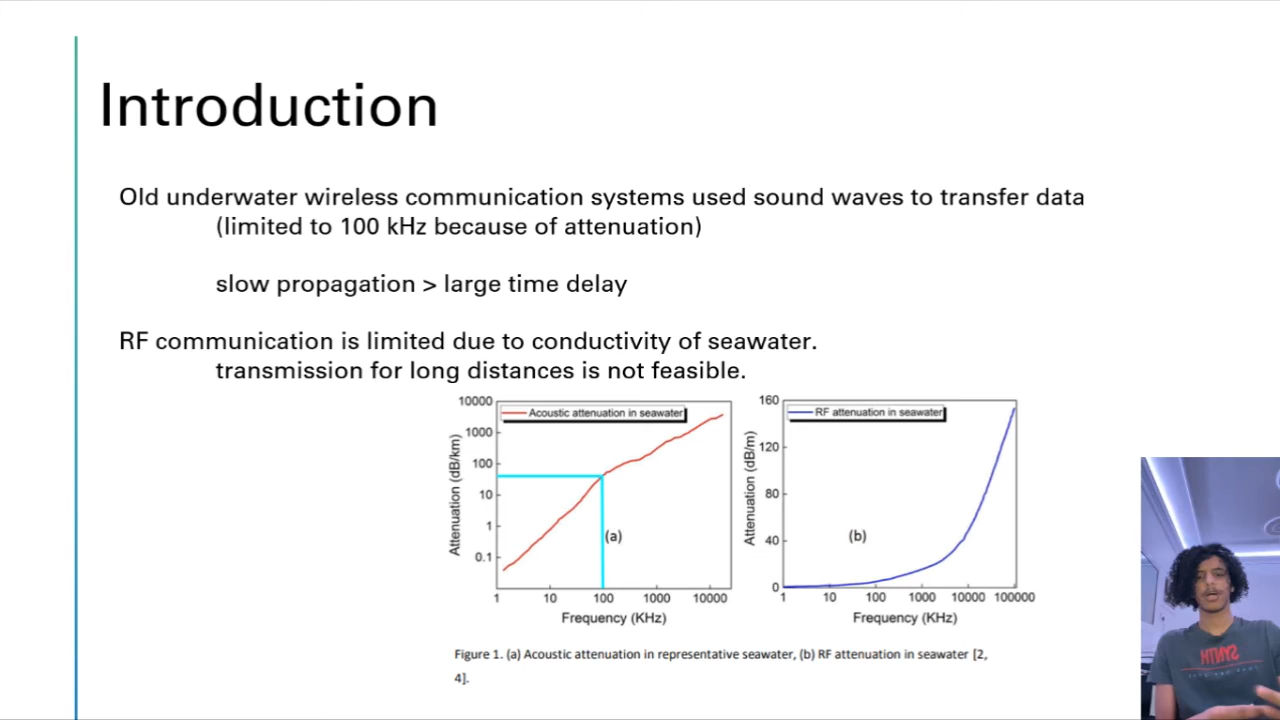 Introduction
Old underwater wireless communication systems used sound waves to transfer data
(limited to 100 kHz because of attenuation)
slow propagation > large time delay
RF communication is limited due to conductivity of seawater.
transmission for long distances is not feasible.
Acoustic attenuation in seawater
10000
1000
100
10
1
0.1
Attenuation (dB/km)
(a)
1 10 100 1000 10000
Frequency (KHz)
RF attenuation in seawater
160
120
80
40
0
Attenuation (dB/m)
(b)
1 10 100 1000 10000 100000
Frequency (KHz)
Figure 1. (a) Acoustic attenuation in representative seawater, (b) RF attenuation in seawater [2,
4].